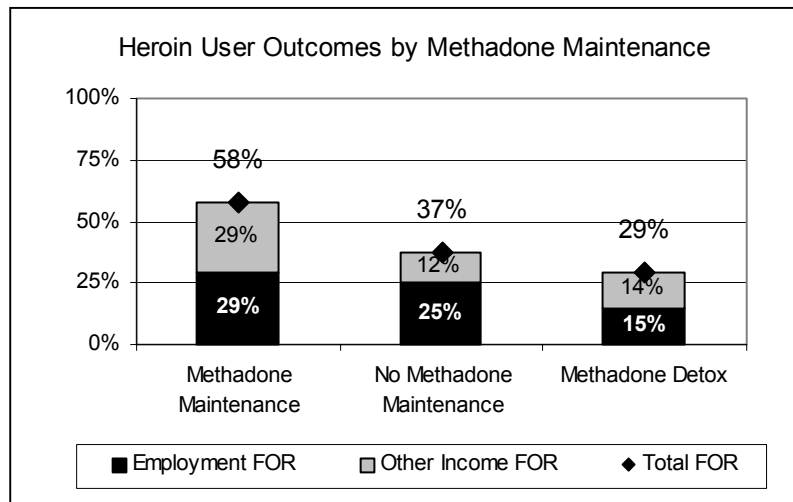 Heroin User Outcomes by Methadone Maintenance
100%
75%
50%
25%
0%
58%
29%
29%
37%
12%
25%
29%
14%
15%
Methadone
Maintenance
No Methadone
Maintenance
Methadone Detox
Employment FOR Other Income FOR Total FOR